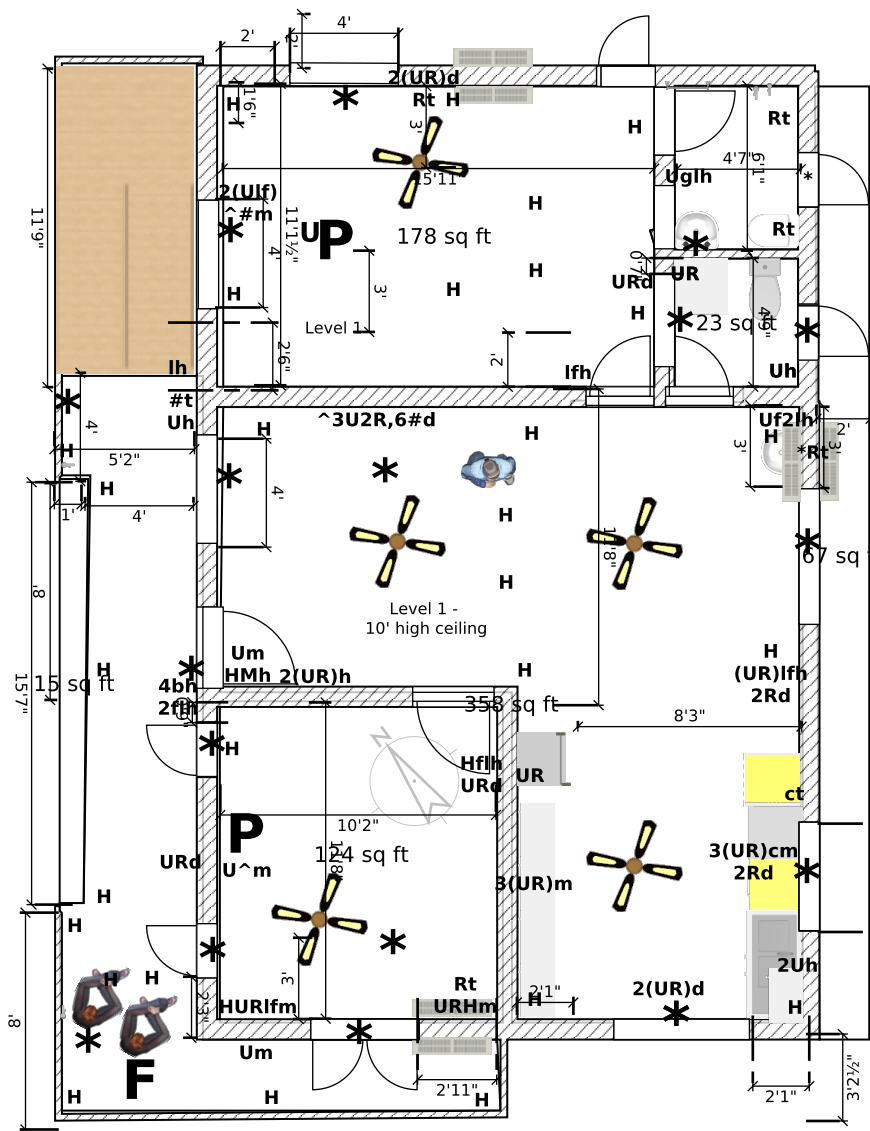 4'
2'
2'
2(UR)d
H
1'6"
Rt H
3'
H
Rt
4'7"
6'1"
15'11"
Uglh
*
2(Ulf)
^#m
H
11'9"
11'1½"
4'
U
P
178 sq ft
Rt
H
0'7"
UR
URd
H
H
3'
H
23 sq ft
4'6"
Level 1
2'6"
2'
lfh
Uh
lh
#t
Uh
^3U2R,6#d
Uf2lh
2'
4'
H
H
H
3'
3'
H
*Rt
5'2"
H
4'
1'
4'
H
11'8"
67 sq
8'
H
Level 1 -
10' high ceiling
Um
HMh
2(UR)h
H
H
(UR)lfh
2Rd
H
15 sq ft
15'7"
4bh
2flh
358 sq ft
8'3"
H
N
Hflh
URd
UR
ct
10'2"
P
124 sq ft
11'8"
URd
U^m
3(UR)m
3(UR)cm
2Rd
H
H
3'
2Uh
H
H
Rt
2(UR)d
2'1"
H
HURlfm
URHm
H
2'3"
8'
Um
F
3'2½"
2'11"
2'1"
H
H
H